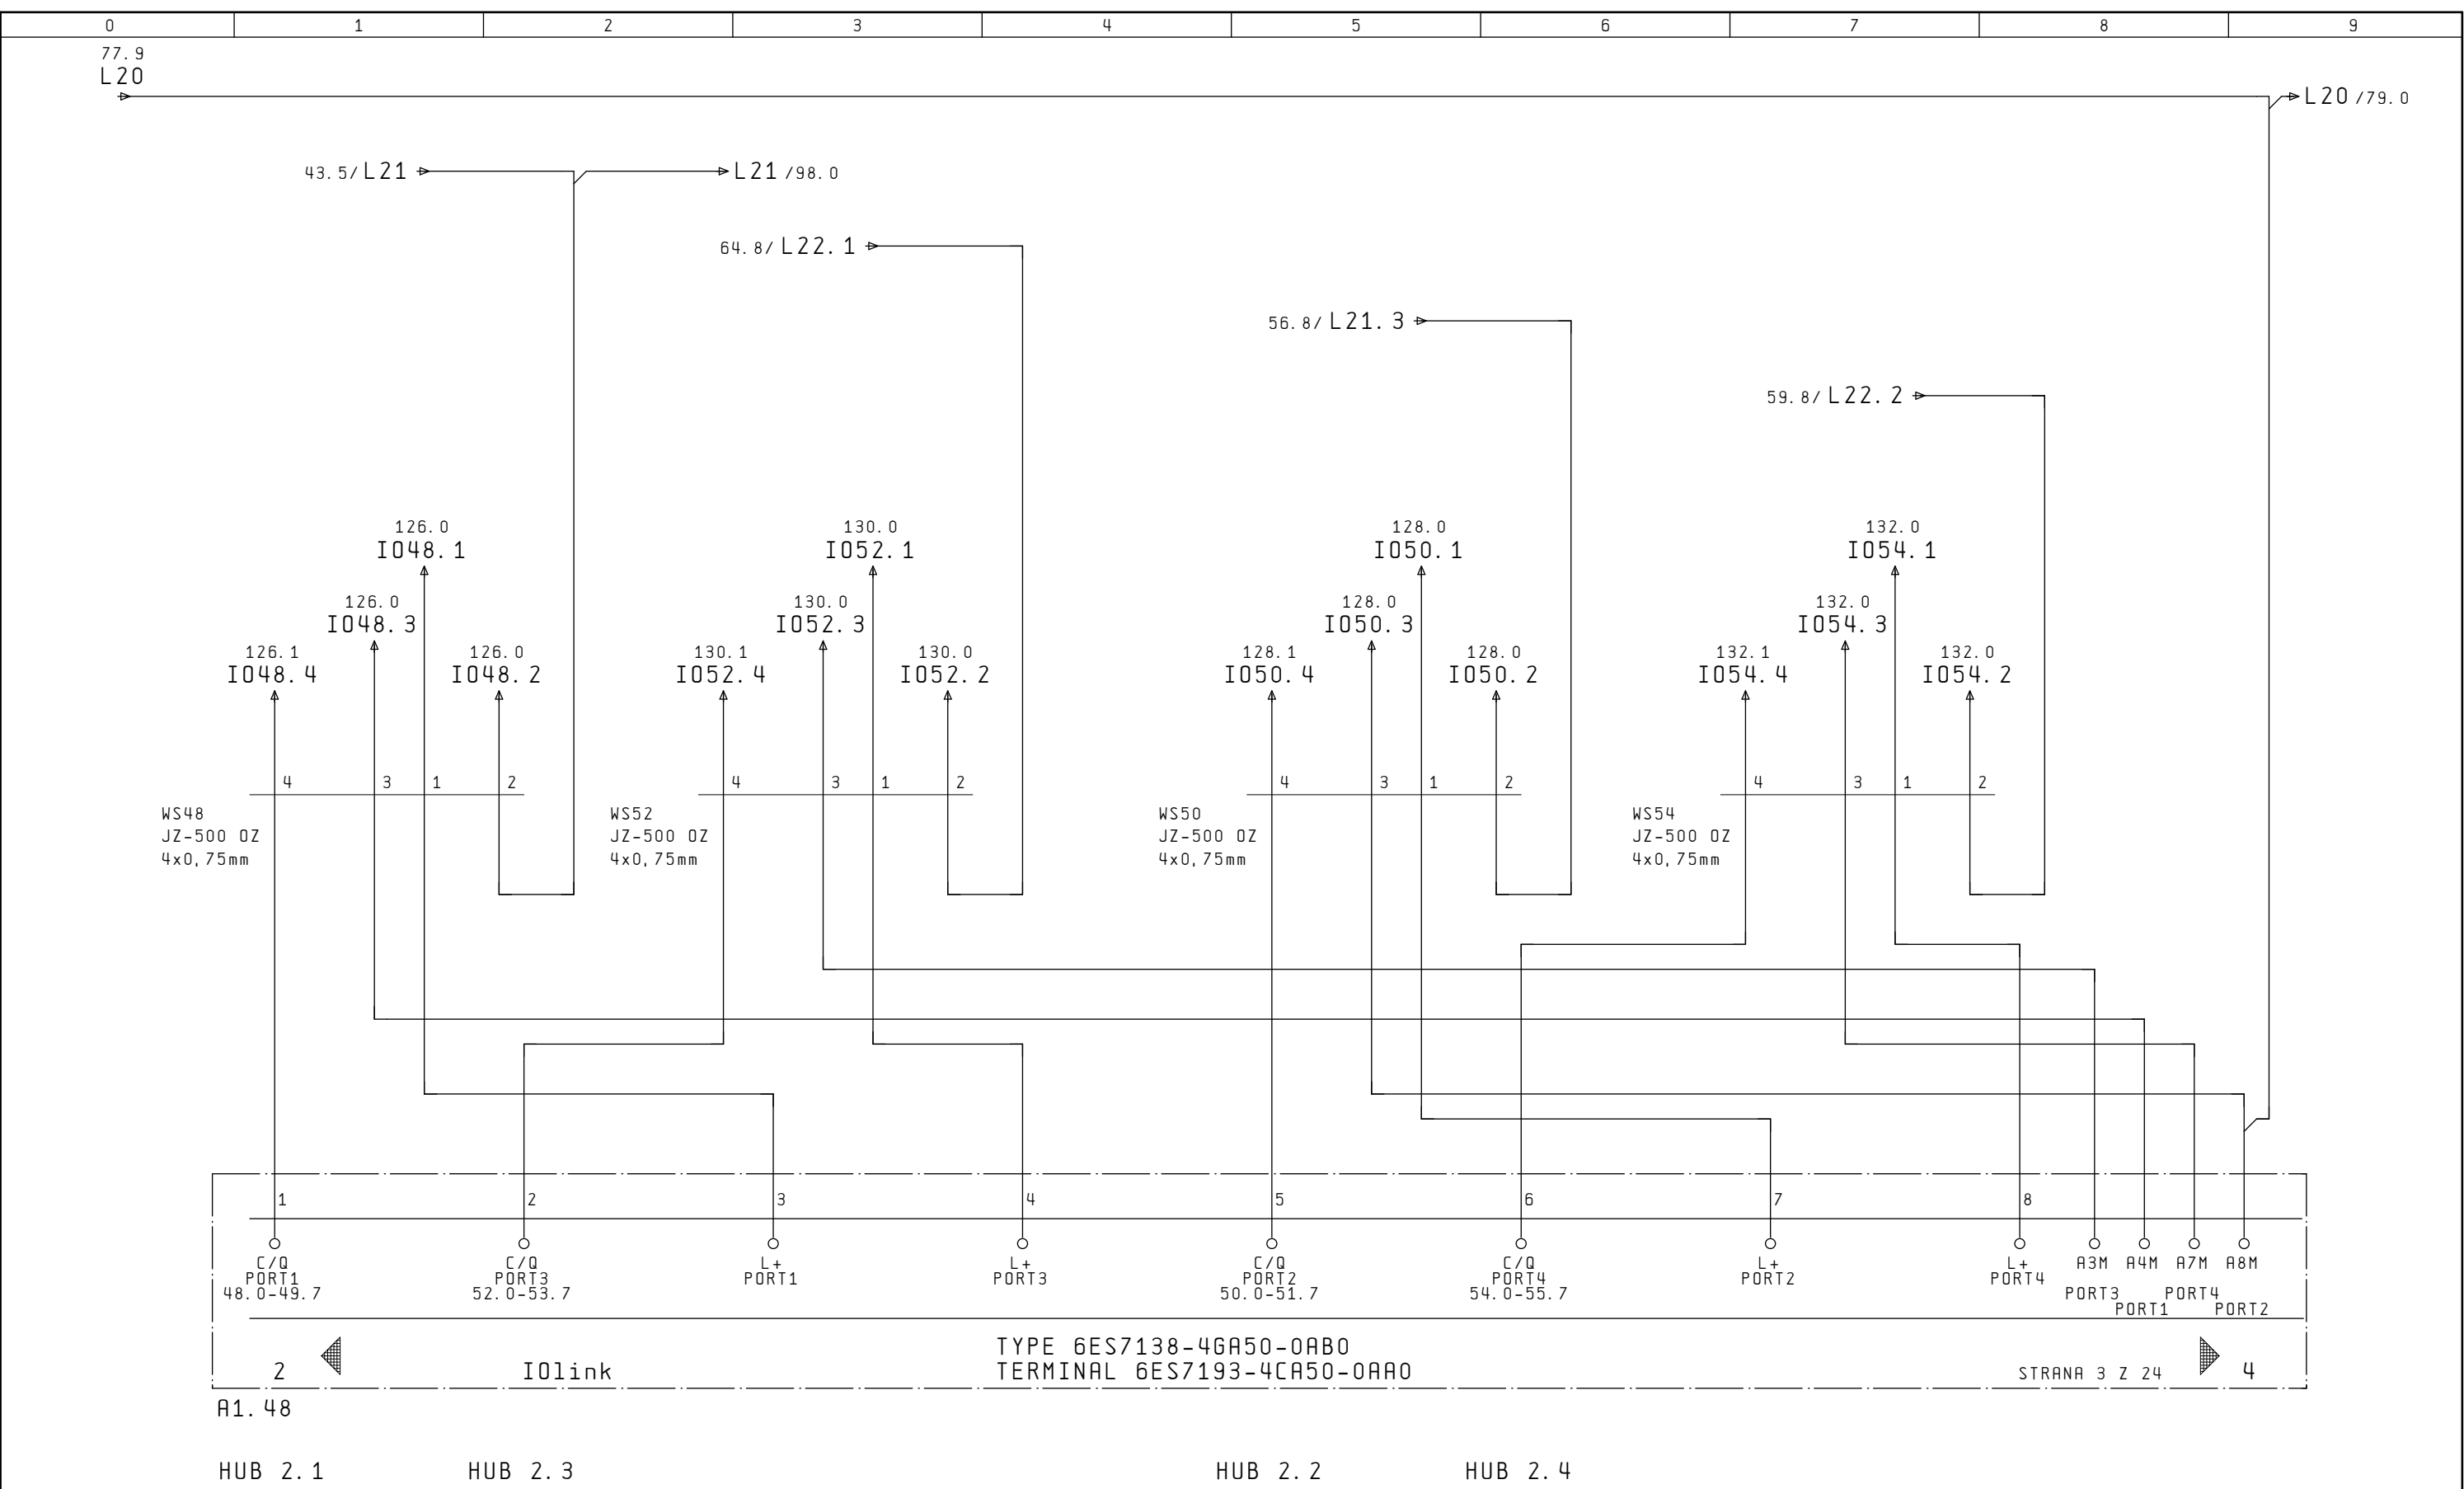 0 1 2 3 4 5 6 7 8 9
77.9
L20
L20 /79.0
43.5/ L21
L21 /98.0
64.8/ L22.1
56.8/ L21.3
59.8/ L22.2
126.0 130.0 128.0 132.0
IO48.1 IO52.1 IO50.1 IO54.1
126.0 130.0 128.0 132.0
IO48.3 IO52.3 IO50.3 IO54.3
126.1 126.0 130.1 130.0 128.1 128.0 132.1 132.0
IO48.4 IO48.2 IO52.4 IO52.2 IO50.4 IO50.2 IO54.4 IO54.2
4 3 1 2 4 3 1 2 4 3 1 2 4 3 1 2
WS48 WS52 WS50 WS54
JZ-500 OZ JZ-500 OZ JZ-500 OZ JZ-500 OZ
4x0,75mm 4x0,75mm 4x0,75mm 4x0,75mm
1 2 3 4 5 6 7 8
C/Q C/Q L+ L+ C/Q C/Q L+ L+ A3M A4M A7M A8M
PORT1 PORT3 PORT1 PORT3 PORT2 PORT4 PORT2 PORT4
48.0-49.7 52.0-53.7 50.0-51.7 54.0-55.7 PORT3 PORT4
PORT1 PORT2
TYPE 6ES7138-4GA50-0AB0
2 IOlink TERMINAL 6ES7193-4CA50-0AA0 STRANA 3 Z 24 4
A1.48
HUB 2.1 HUB 2.3 HUB 2.2 HUB 2.4